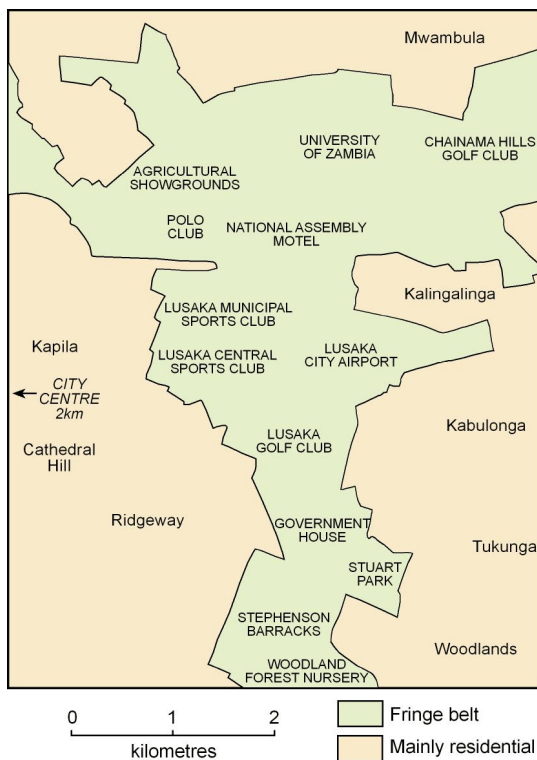 Mwambula
UNIVERSITY
OF ZAMBIA
CHAINAMA HILLS
GOLF CLUB
AGRICULTURAL
SHOWGROUNDS
POLO
CLUB
NATIONAL ASSEMBLY
MOTEL
Kalingalinga
LUSAKA MUNICIPAL
SPORTS CLUB
Kapila
LUSAKA CENTRAL
SPORTS CLUB
LUSAKA
CITY AIRPORT
CITY
CENTRE
2km
Kabulonga
LUSAKA
GOLF CLUB
Cathedral
Hill
Ridgeway
GOVERNMENT
HOUSE
Tukunga
STUART
PARK
STEPHENSON
BARRACKS
Woodlands
WOODLAND
FOREST NURSERY
0 1 2
kilometres
Fringe belt
Mainly residential